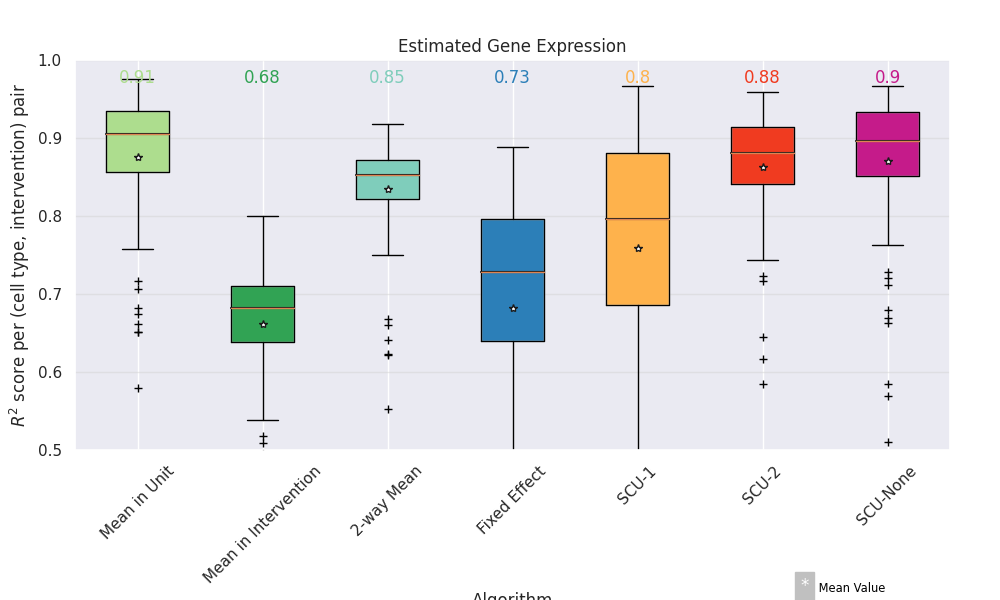 Estimated Gene Expression
0.91 0.68 0.85 0.73 0.8 0.88 0.9
1.0
0.9
0.8
0.7
0.6
0.5
R² score per (cell type, intervention) pair
Mean in Unit
Mean in Intervention
2-way Mean
Fixed Effect
SCU-1
SCU-2
SCU-None
Algorithm
* Mean Value